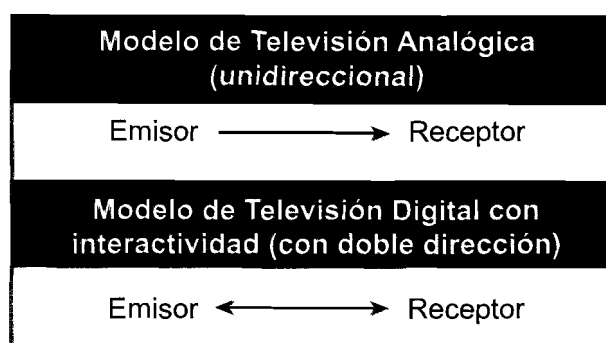 Modelo de Televisión Analógica
(unidireccional)
Emisor Receptor
Modelo de Televisión Digital con
interactividad (con doble dirección)
Emisor Receptor